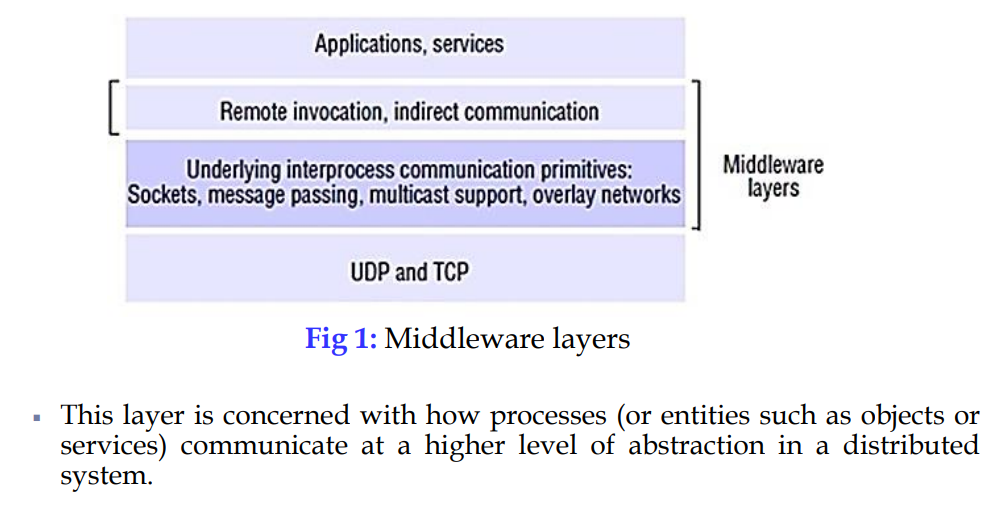 Applications, services
Remote invocation, indirect communication
Underlying interprocess communication primitives:
Sockets, message passing, multicast support, overlay networks
Middleware
layers
UDP and TCP
Fig 1: Middleware layers
▪ This layer is concerned with how processes (or entities such as objects or
services) communicate at a higher level of abstraction in a distributed
system.